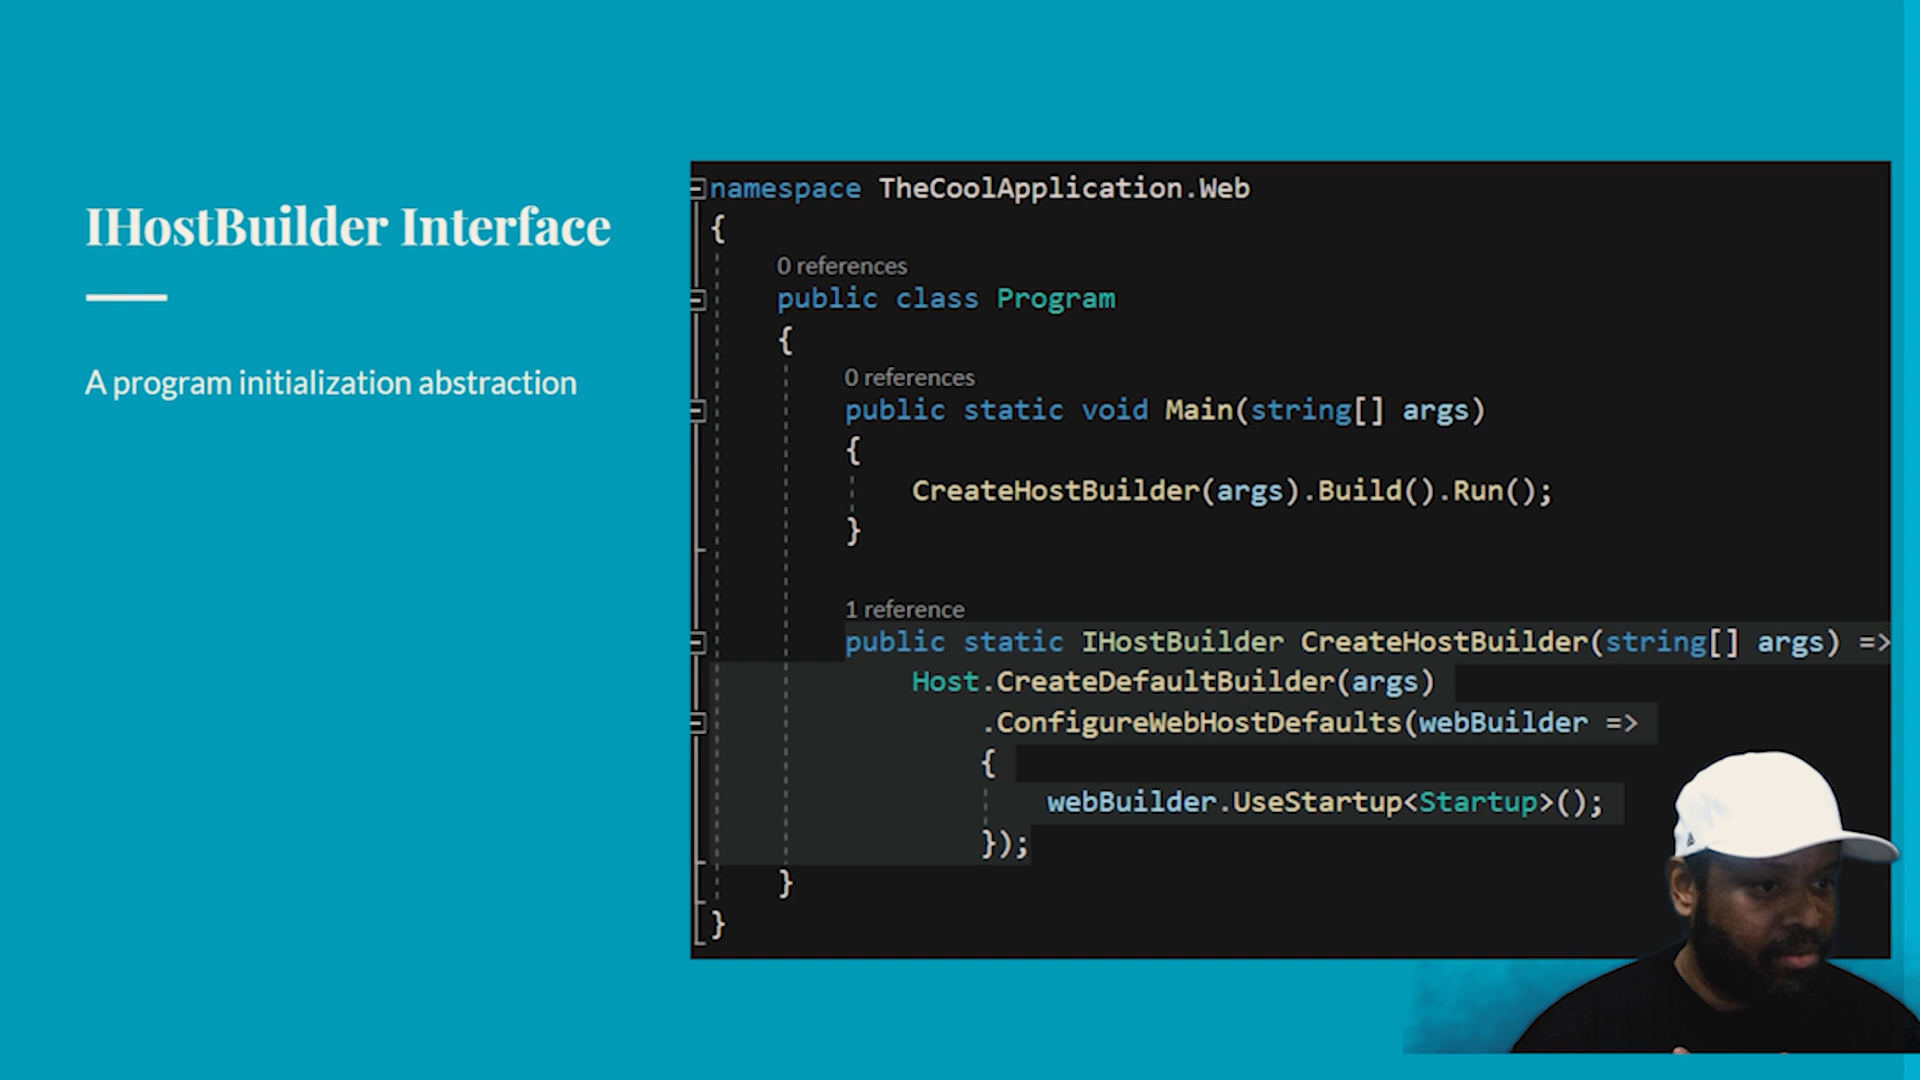 IHostBuilder Interface
A program initialization abstraction
namespace TheCoolApplication.Web
{
0 references
public class Program
{
0 references
public static void Main(string[] args)
{
CreateHostBuilder(args).Build().Run();
}
1 reference
public static IHostBuilder CreateHostBuilder(string[] args) =>
Host.CreateDefaultBuilder(args)
.ConfigureWebHostDefaults(webBuilder =>
{
webBuilder.UseStartup<Startup>();
});
}
}